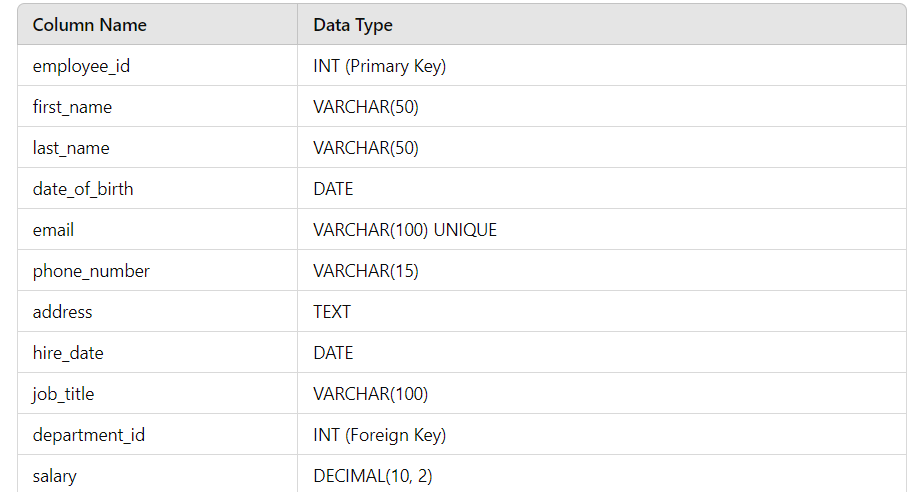 Column Name Data Type
employee_id INT (Primary Key)
first_name VARCHAR(50)
last_name VARCHAR(50)
date_of_birth DATE
email VARCHAR(100) UNIQUE
phone_number VARCHAR(15)
address TEXT
hire_date DATE
job_title VARCHAR(100)
department_id INT (Foreign Key)
salary DECIMAL(10, 2)